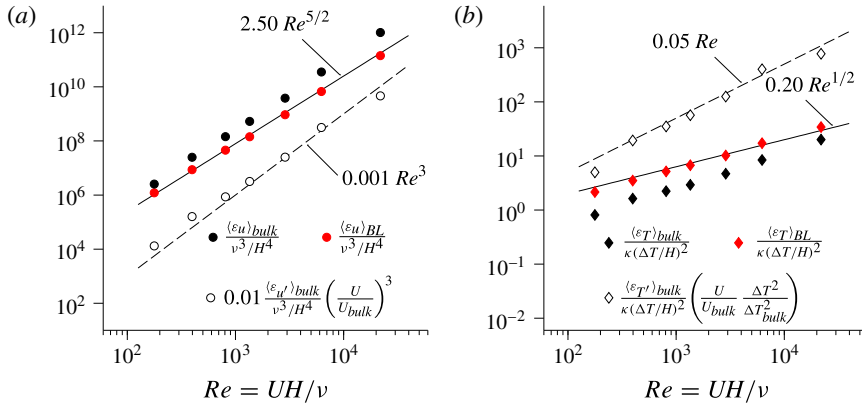 (a)
10^12
10^10
10^8
10^6
10^4
10^2
2.50 Re^5/2
0.001 Re^3
⟨ε_u⟩_bulk / ν^3/H^4
⟨ε_u⟩_BL / ν^3/H^4
0.01 ⟨ε_u′⟩_bulk / ν^3/H^4 (U / U_bulk)^3
10^2 10^3 10^4
Re = UH/ν
(b)
10^3
10^2
10^1
10^0
10^−1
10^−2
0.05 Re
0.20 Re^1/2
⟨ε_T⟩_bulk / κ(ΔT/H)^2
⟨ε_T⟩_BL / κ(ΔT/H)^2
⟨ε_T′⟩_bulk / κ(ΔT/H)^2 (U / U_bulk ΔT^2 / ΔT^2_bulk)
10^2 10^3 10^4
Re = UH/ν